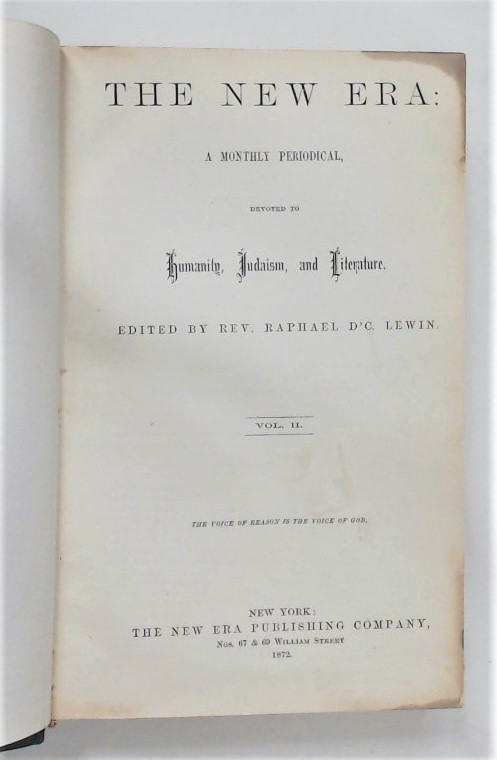 THE NEW ERA:
A MONTHLY PERIODICAL,
DEVOTED TO
Humanity, Judaism, and Literature.
EDITED BY REV. RAPHAEL D'C. LEWIN.
VOL. II.
THE VOICE OF REASON IS THE VOICE OF GOD.
NEW YORK:
THE NEW ERA PUBLISHING COMPANY,
Nos. 67 & 69 WILLIAM STREET
1872.